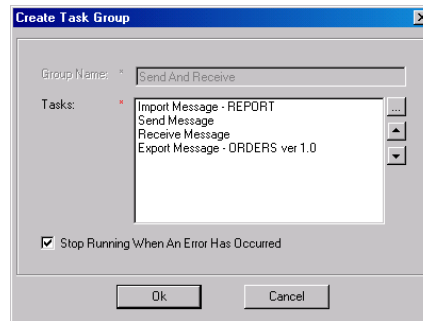 Create Task Group
Group Name: * Send And Receive
Tasks: *
Import Message - REPORT
Send Message
Receive Message
Export Message - ORDERS ver 1.0
...
Stop Running When An Error Has Occurred
Ok Cancel